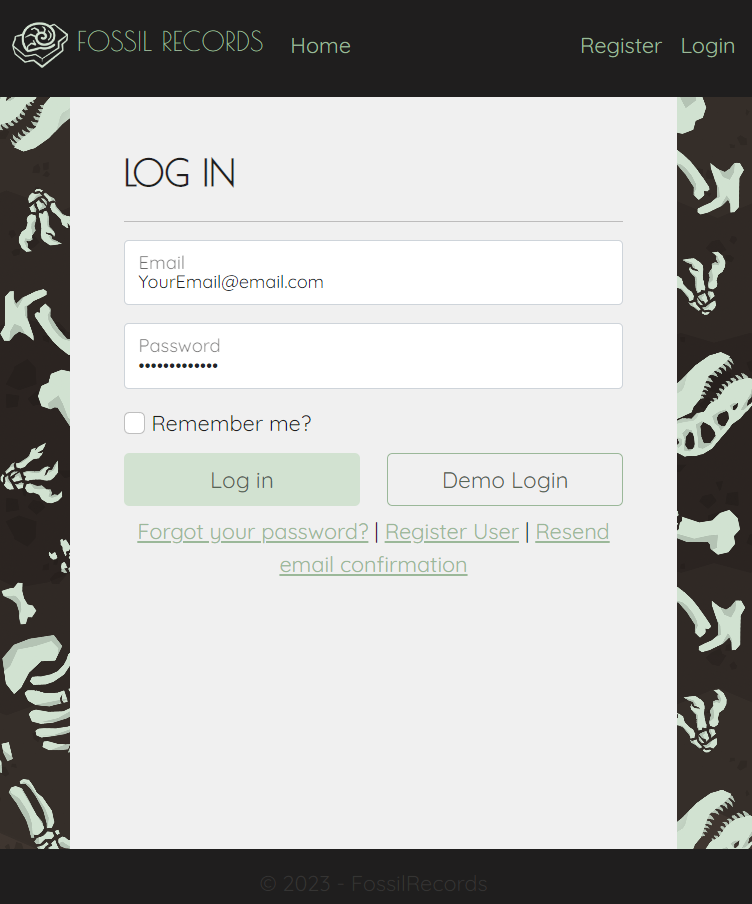 FOSSIL RECORDS Home Register Login
LOG IN
Email
YourEmail@email.com
Password
•••••••••••••
Remember me?
Log in Demo Login
Forgot your password? | Register User | Resend
email confirmation
© 2023 - FossilRecords